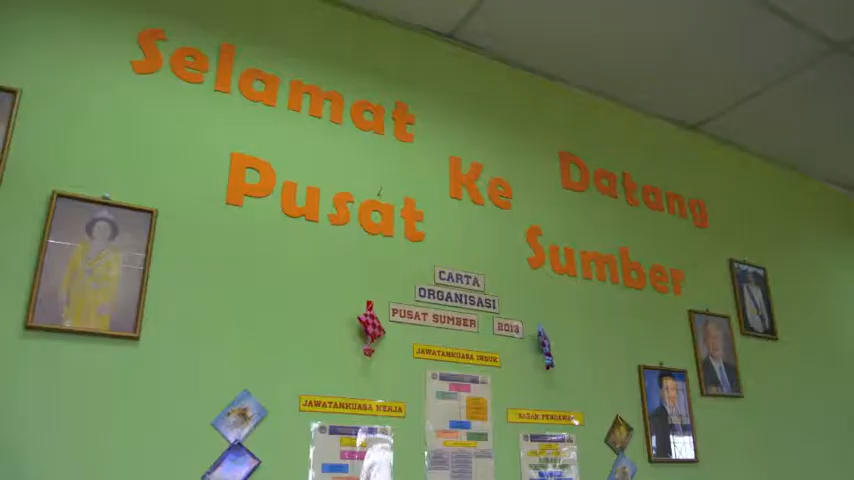 Selamat Ke Datang
Pusat Sumber
CARTA
ORGANISASI
PUSAT SUMBER 2013
JAWATANKUASA INDUK
JAWATANKUASA KERJA